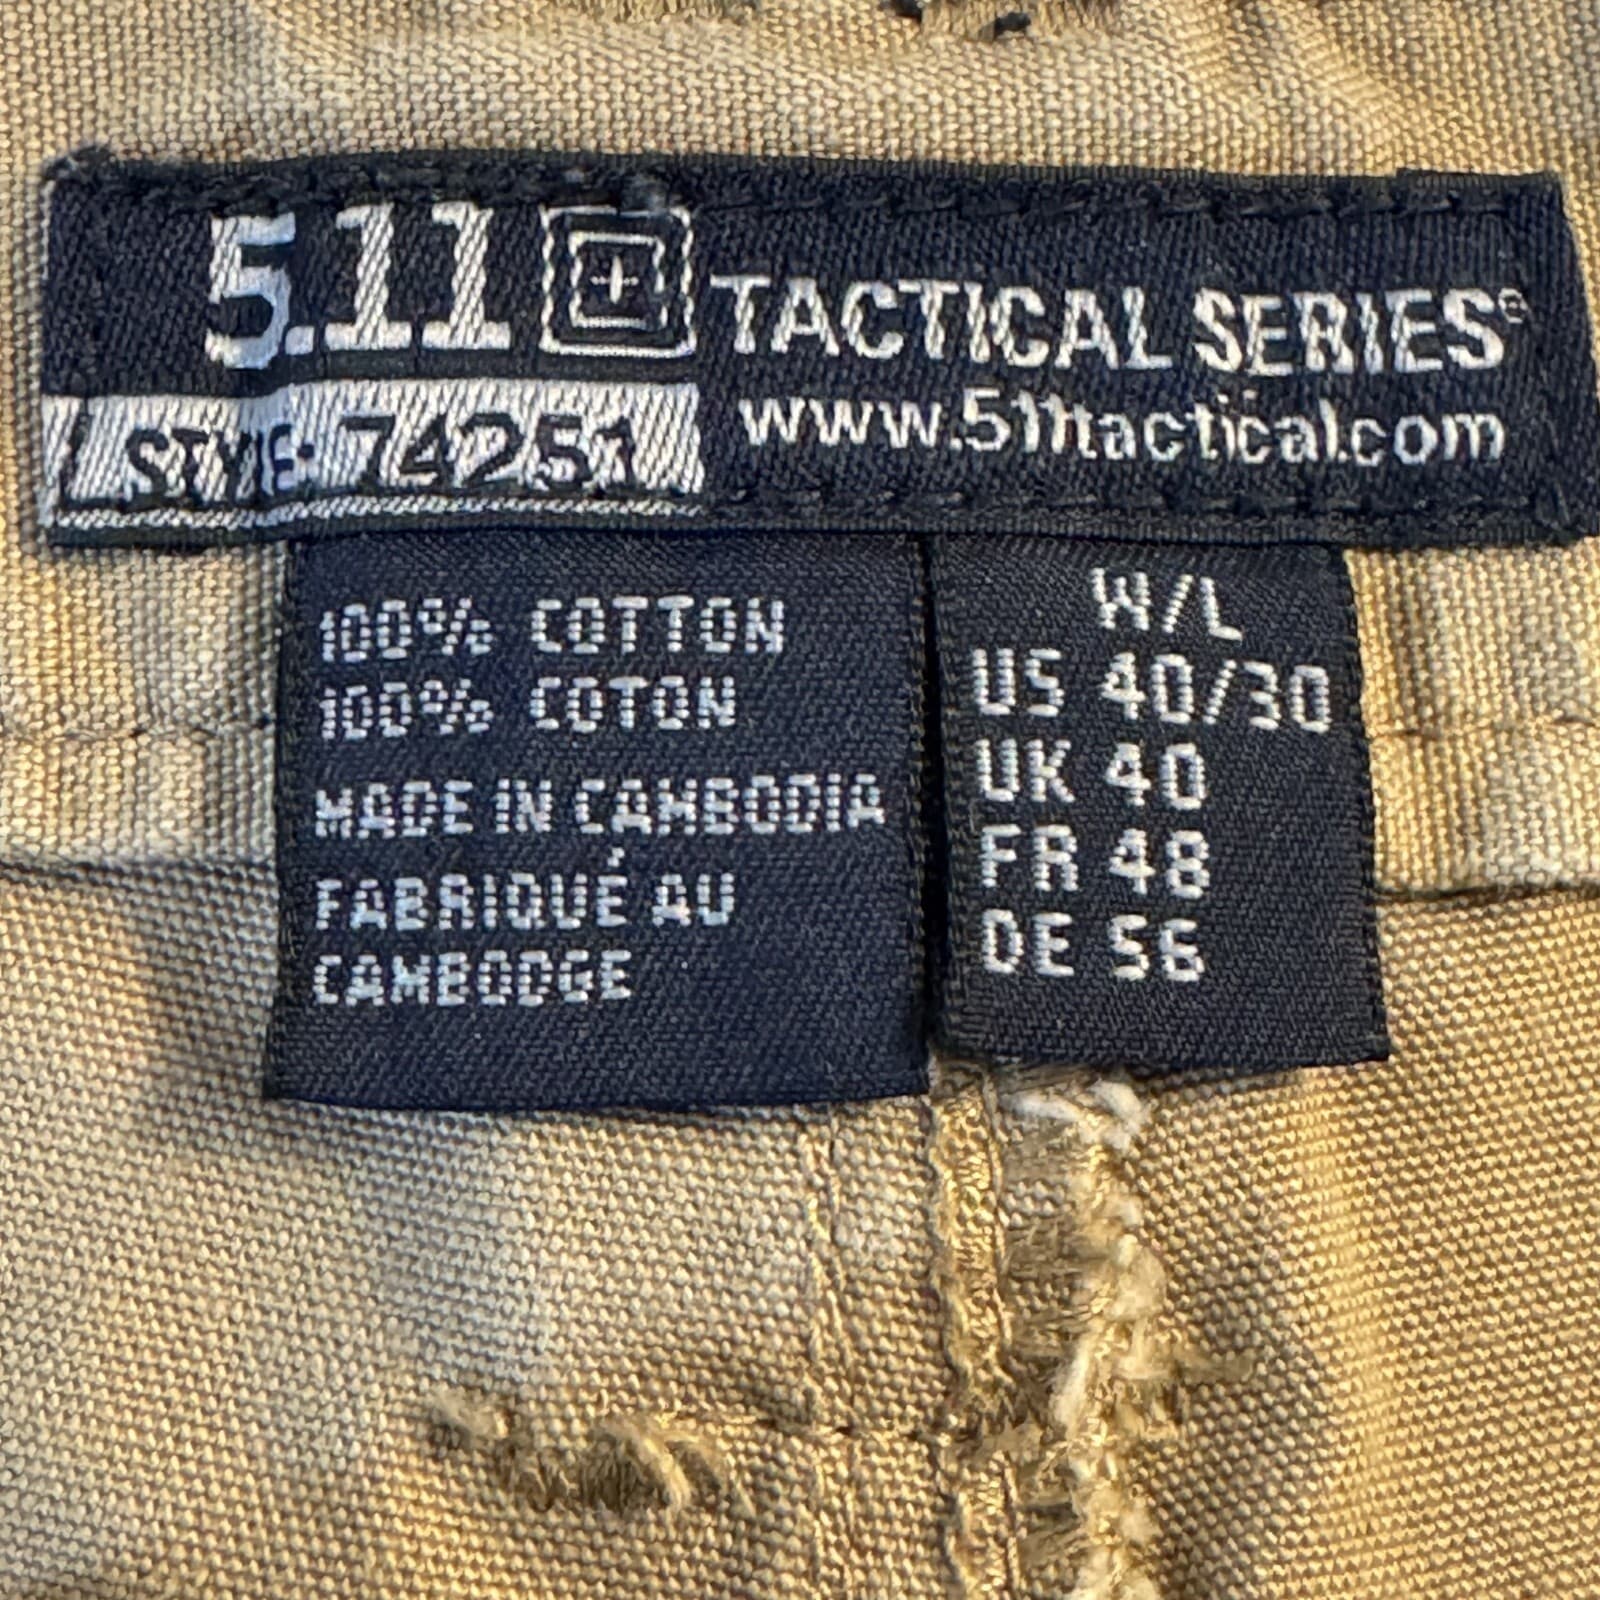 5.11 TACTICAL SERIES®
www.511tactical.com
STYLE: 74251
100% COTTON
100% COTON
MADE IN CAMBODIA
FABRIQUÉ AU
CAMBODGE
W/L
US 40/30
UK 40
FR 48
DE 56